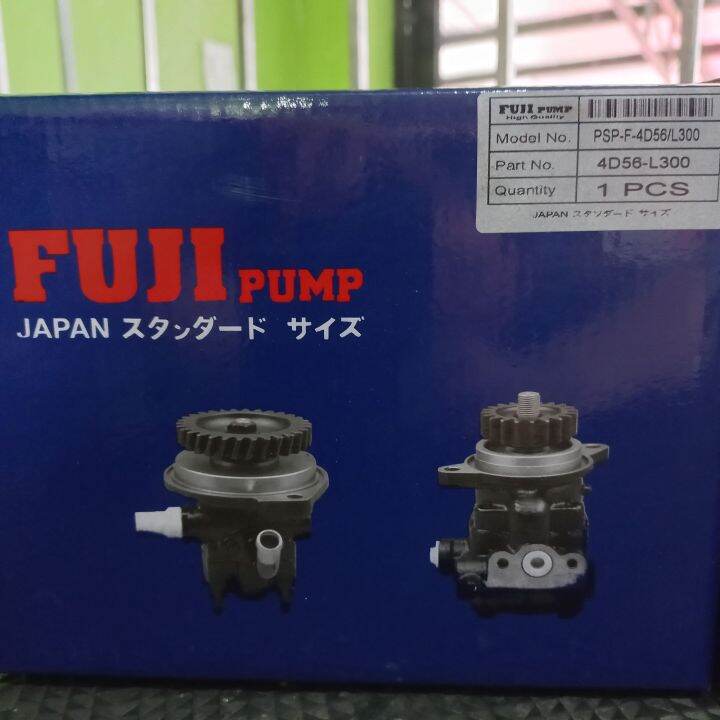 FUJI PUMP
High Quality
Model No. PSP-F-4D56/L300
Part No. 4D56-L300
Quantity 1 PCS
JAPAN スタンダード サイズ
FUJI PUMP
JAPAN スタンダード サイズ